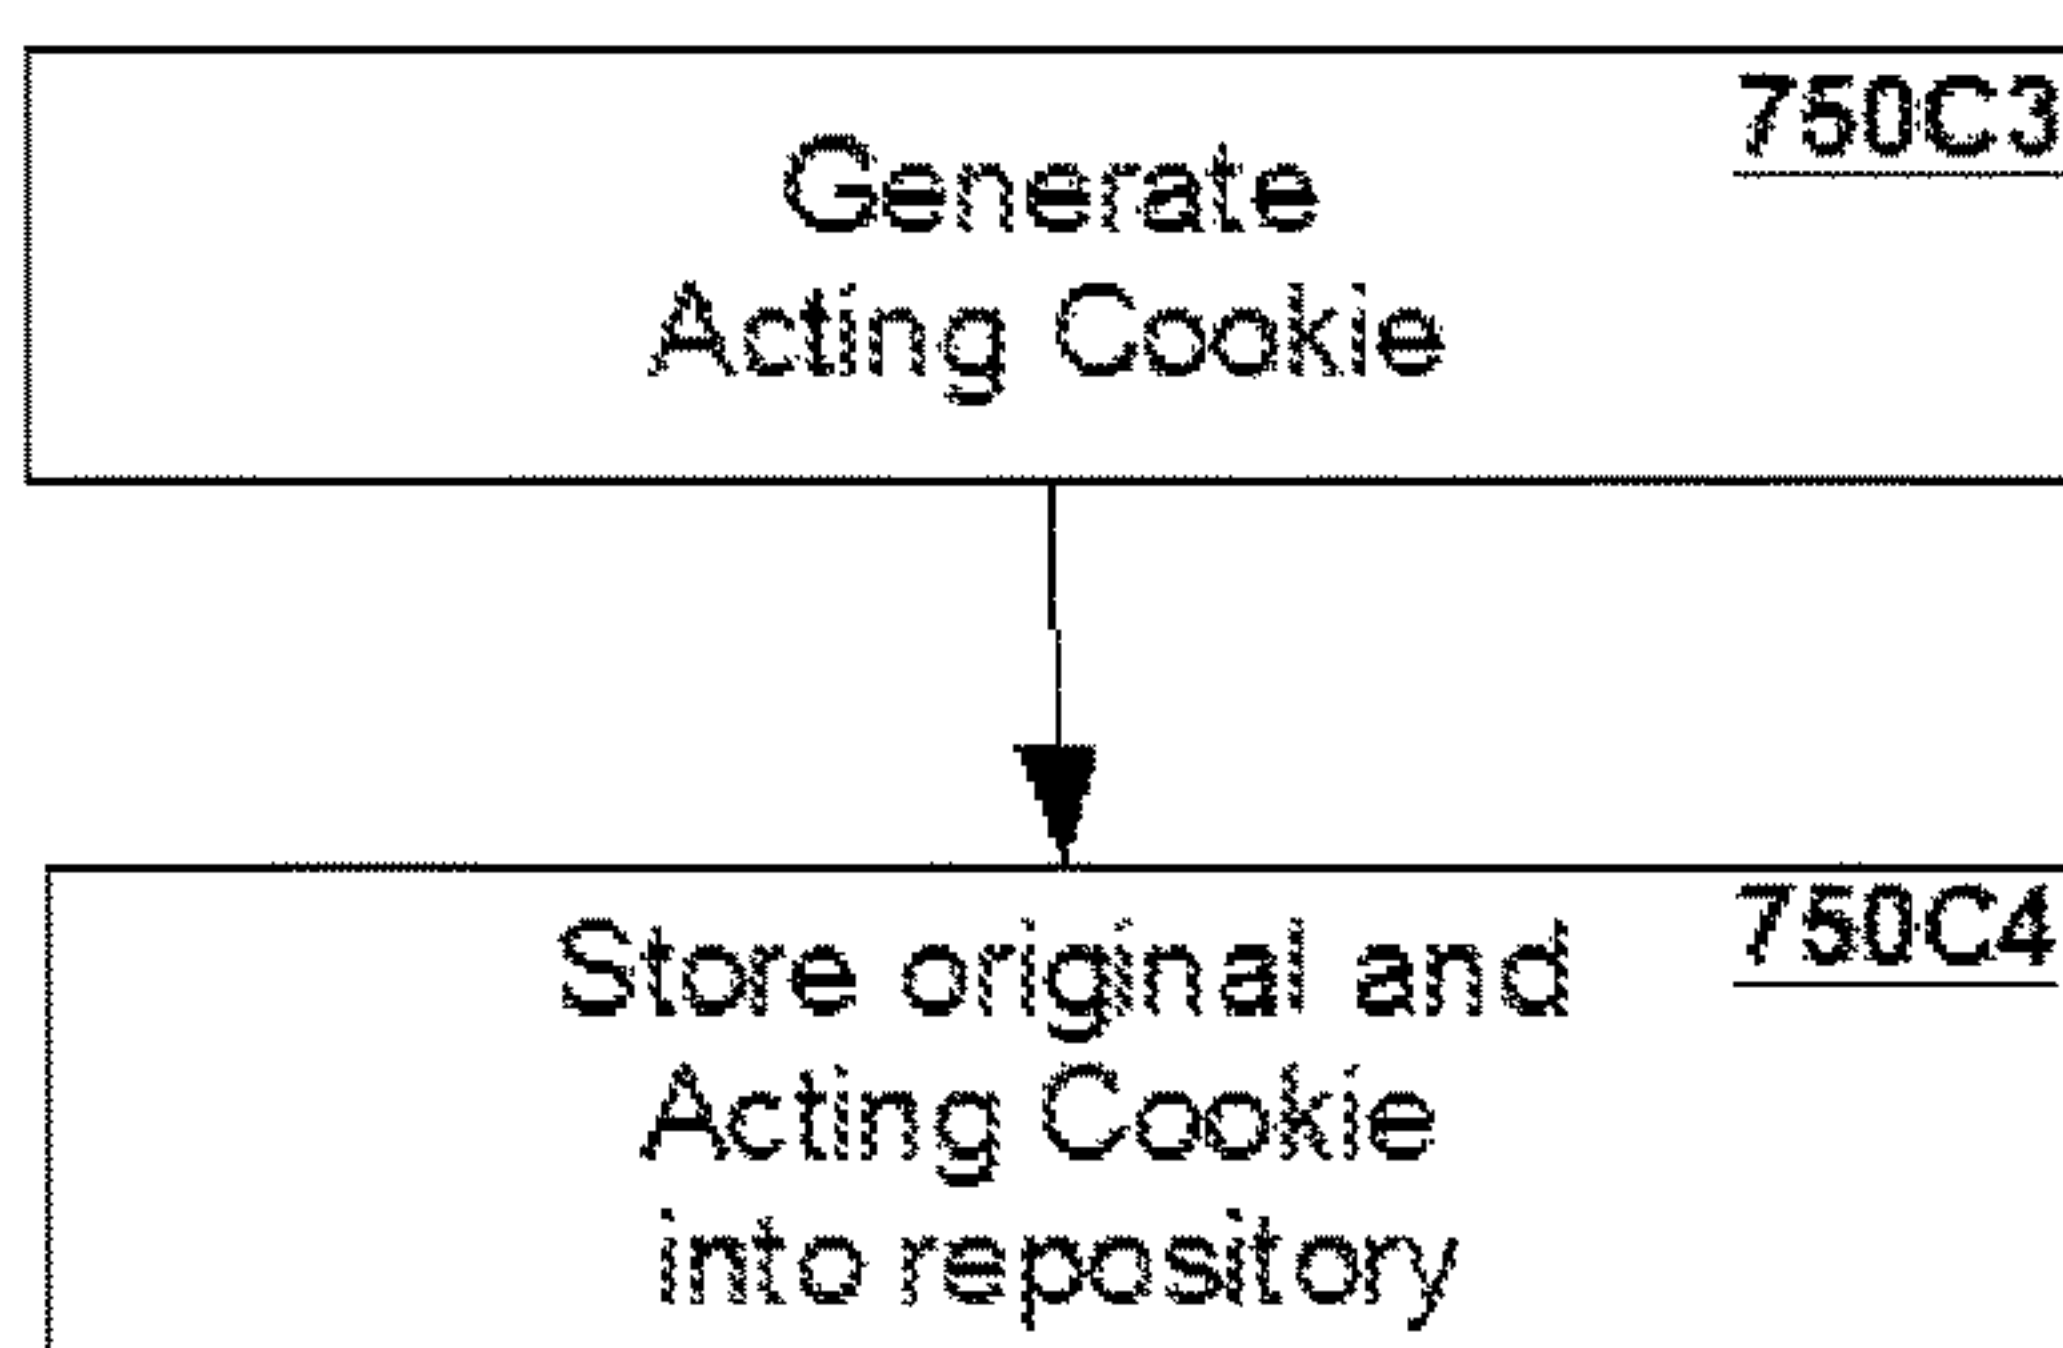 750C3
Generate
Acting Cookie
750C4
Store original and
Acting Cookie
into repository